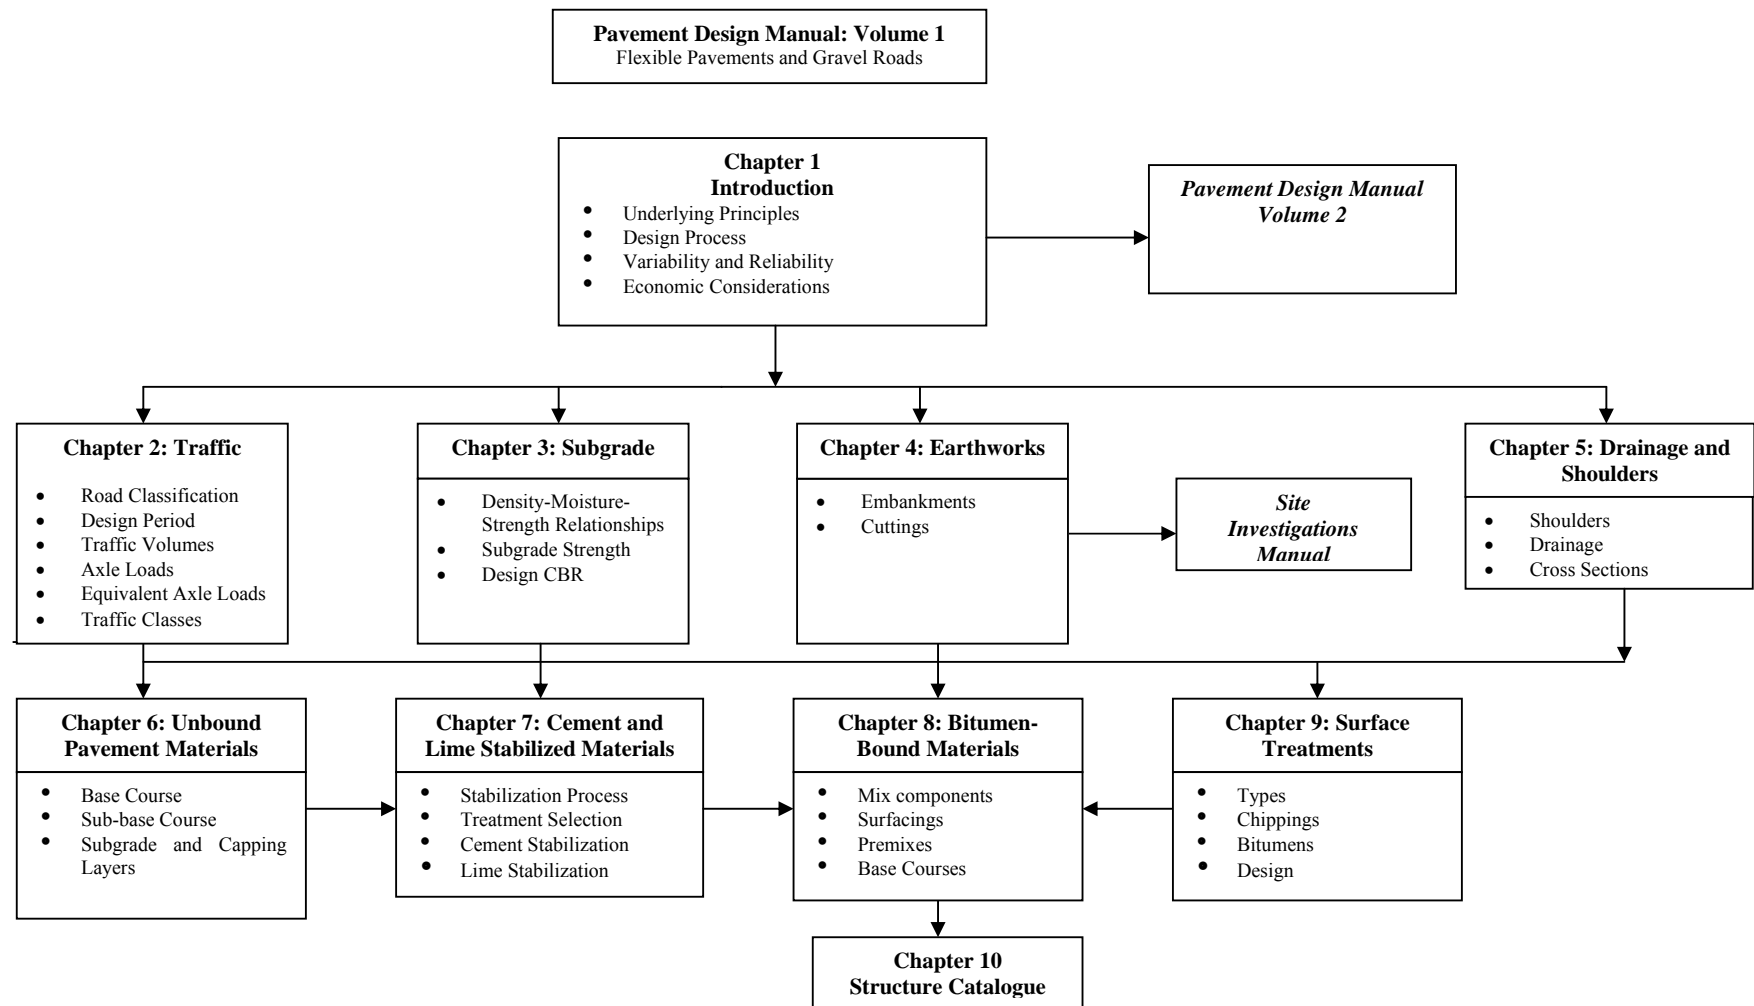 Pavement Design Manual: Volume 1
Flexible Pavements and Gravel Roads
Chapter 1
Introduction
• Underlying Principles
• Design Process
• Variability and Reliability
• Economic Considerations
Pavement Design Manual
Volume 2
Chapter 2: Traffic
• Road Classification
• Design Period
• Traffic Volumes
• Axle Loads
• Equivalent Axle Loads
• Traffic Classes
Chapter 3: Subgrade
• Density-Moisture-
Strength Relationships
• Subgrade Strength
• Design CBR
Chapter 4: Earthworks
• Embankments
• Cuttings
Site
Investigations
Manual
Chapter 5: Drainage and
Shoulders
• Shoulders
• Drainage
• Cross Sections
Chapter 6: Unbound
Pavement Materials
• Base Course
• Sub-base Course
• Subgrade and Capping
Layers
Chapter 7: Cement and
Lime Stabilized Materials
• Stabilization Process
• Treatment Selection
• Cement Stabilization
• Lime Stabilization
Chapter 8: Bitumen-
Bound Materials
• Mix components
• Surfacings
• Premixes
• Base Courses
Chapter 9: Surface
Treatments
• Types
• Chippings
• Bitumens
• Design
Chapter 10
Structure Catalogue